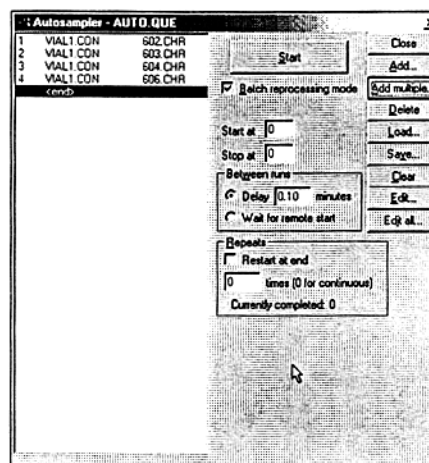 Autosampler - AUTO.QUE
1 VIAL1.CON 602.CHR
2 VIAL1.CON 603.CHR
3 VIAL1.CON 604.CHR
4 VIAL1.CON 606.CHR
<end>
Start
Batch reprocessing mode
Start at 0
Stop at 0
Between runs
Delay 0.10 minutes
Wait for remote start
Repeats
Restart at end
0 times (0 for continuous)
Currently completed: 0
Close
Add...
Add multiple...
Delete
Load...
Save...
Clear
Edit...
Edit all...